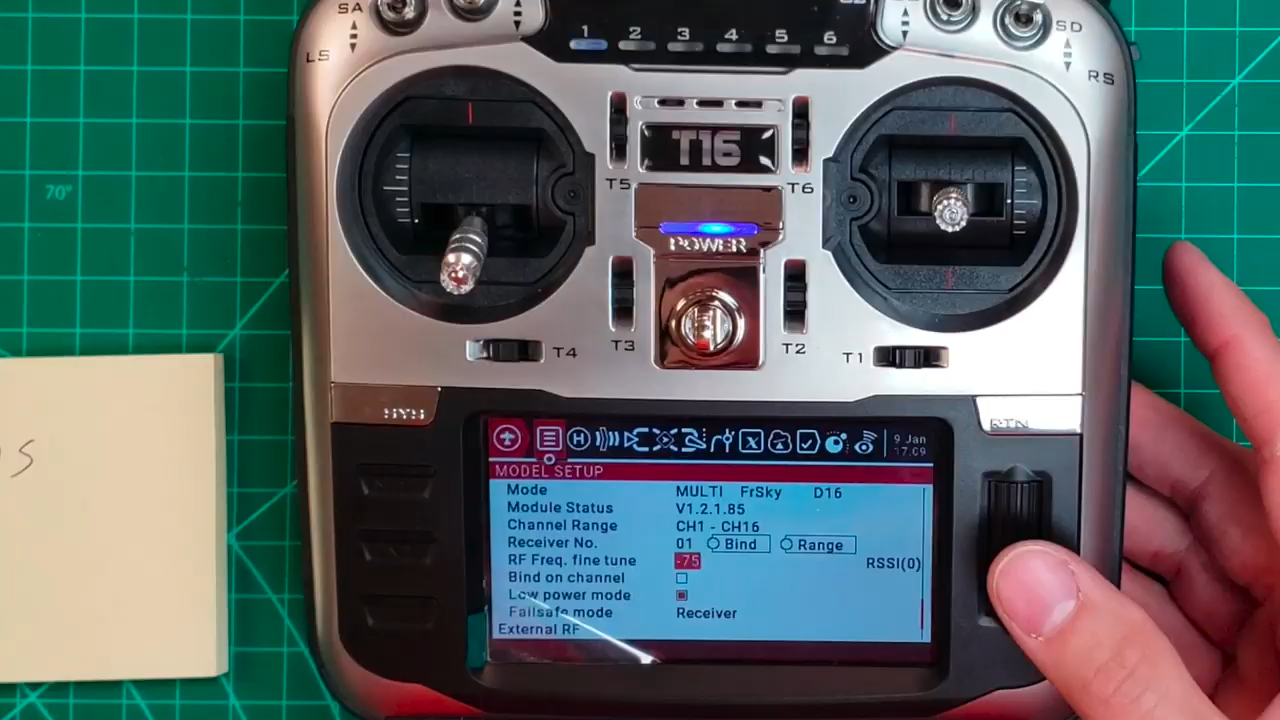 SA
LS
1 2 3 4 5 6
SD
RS
70°
T16
T5
T6
POWER
T3
T2
T4
T1
SYS
RTN
9 Jan
17:09
MODEL SETUP
Mode MULTI FrSky D16
Module Status V1.2.1.85
Channel Range CH1 - CH16
Receiver No. 01 Bind Range
RF Freq. fine tune -75 RSSI(0)
Bind on channel
Low power mode
Failsafe mode Receiver
External RF